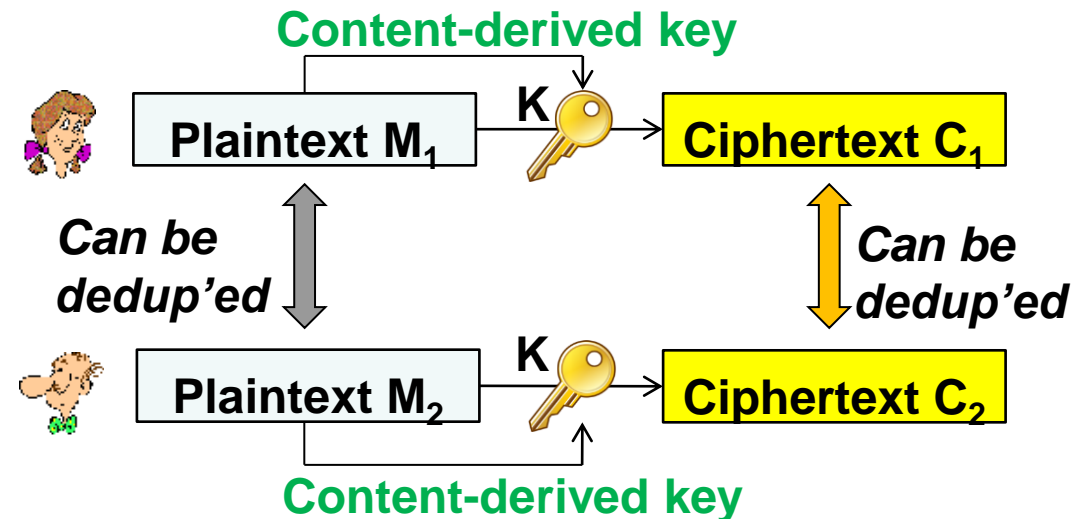 Content-derived key
K
Plaintext M₁
Ciphertext C₁
Can be
dedup’ed
Can be
dedup’ed
K
Plaintext M₂
Ciphertext C₂
Content-derived key